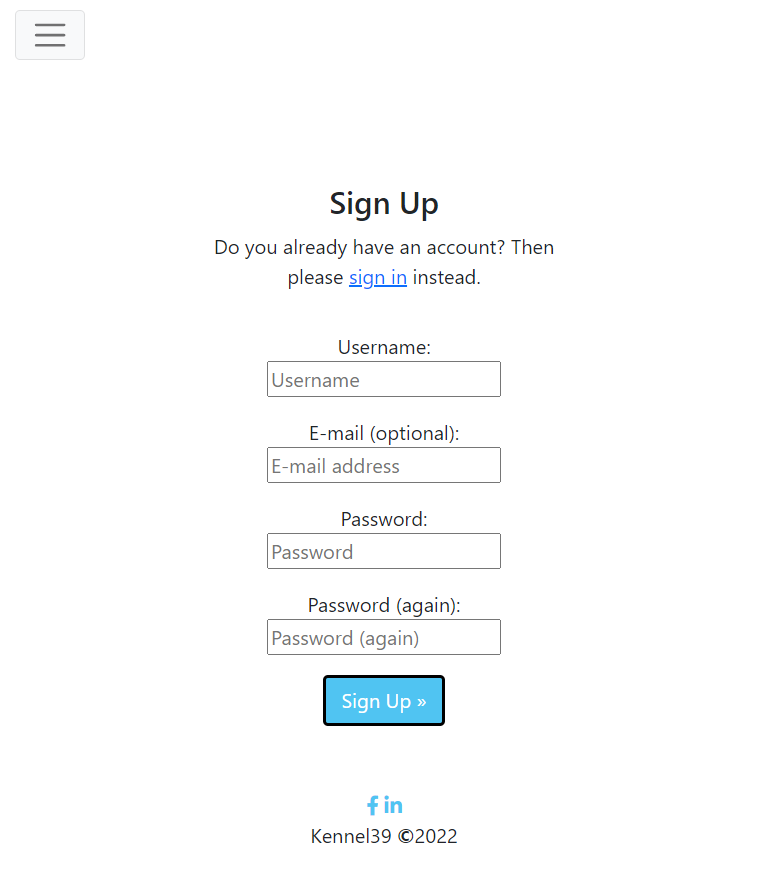 Sign Up
Do you already have an account? Then
please sign in instead.
Username:
Username
E-mail (optional):
E-mail address
Password:
Password
Password (again):
Password (again)
Sign Up »
f in
Kennel39 ©2022